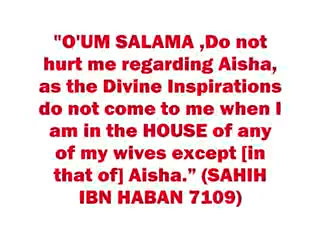 "O'UM SALAMA ,Do not
hurt me regarding Aisha,
as the Divine Inspirations
do not come to me when I
am in the HOUSE of any
of my wives except [in
that of] Aisha.” (SAHIH
IBN HABAN 7109)